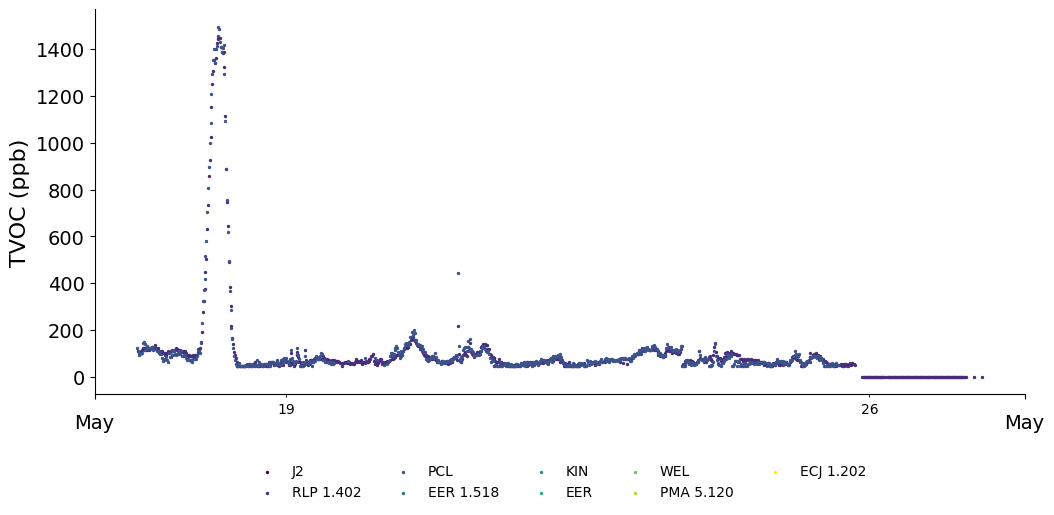 TVOC (ppb)
1400
1200
1000
800
600
400
200
0
19
26
May
May
J2
PCL
KIN
WEL
ECJ 1.202
RLP 1.402
EER 1.518
EER
PMA 5.120